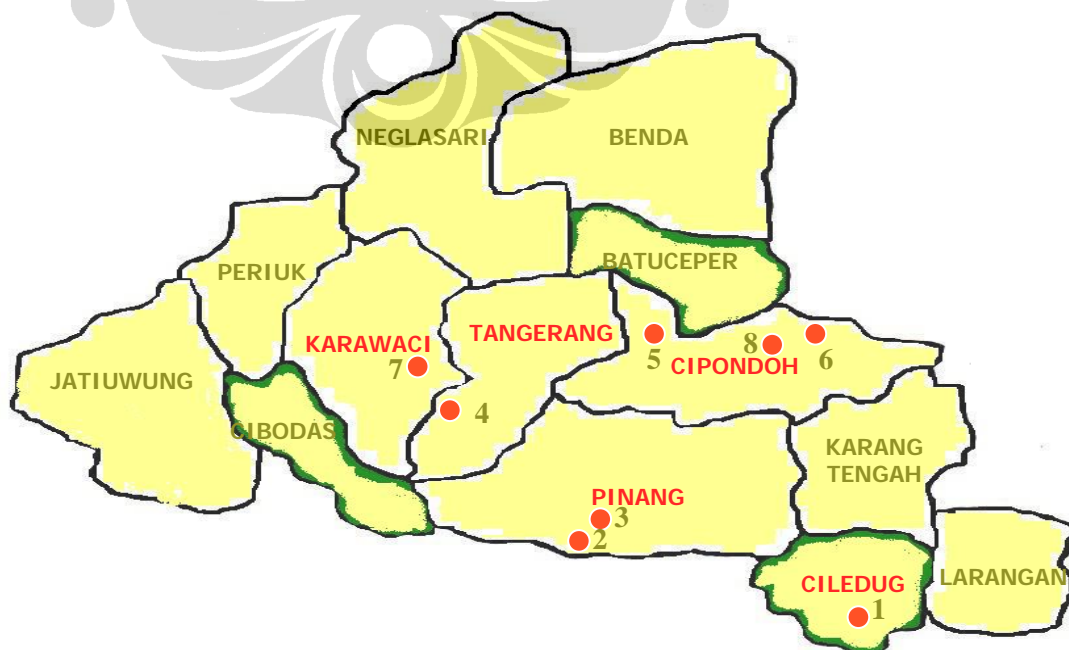 NEGLASARI
BENDA
BATUCEPER
PERIUK
TANGERANG
KARAWACI
7
5
8
6
CIPONDOH
JATIUWUNG
4
CIBODAS
KARANG
TENGAH
PINANG
3
2
CILEDUG
LARANGAN
1